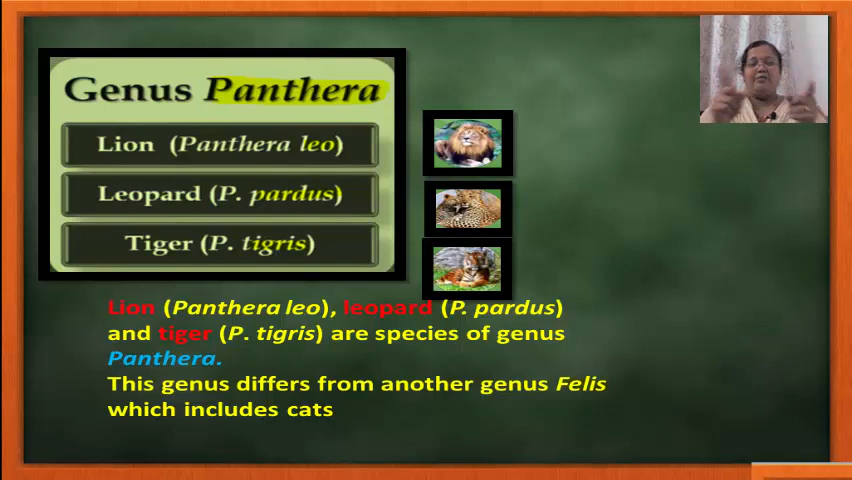 Genus Panthera
Lion (Panthera leo)
Leopard (P. pardus)
Tiger (P. tigris)
Lion (Panthera leo), leopard (P. pardus)
and tiger (P. tigris) are species of genus
Panthera.
This genus differs from another genus Felis
which includes cats